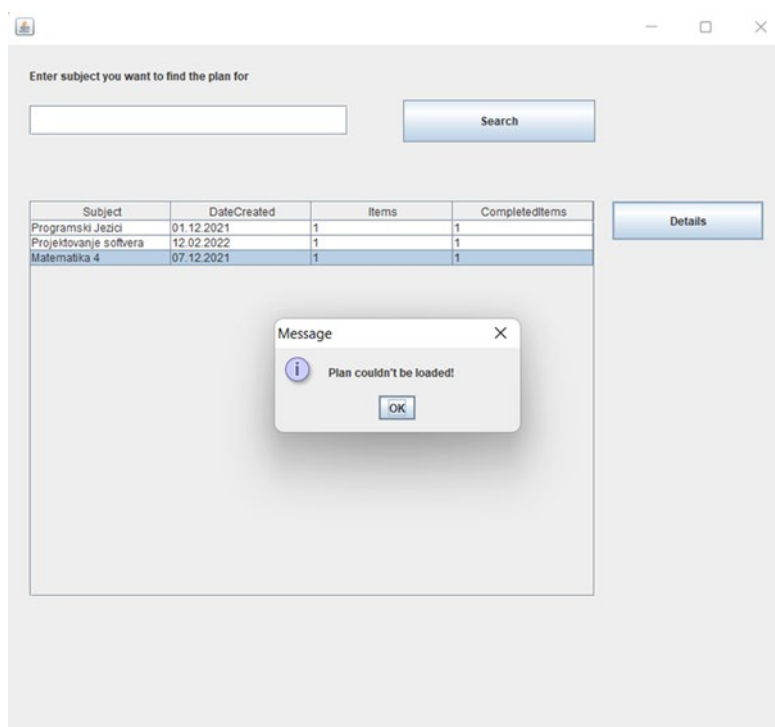 Enter subject you want to find the plan for
Search
Subject DateCreated Items CompletedItems
Details
Programski Jezici 01.12.2021 1 1
Projektovanje softvera 12.02.2022 1 1
Matematika 4 07.12.2021 1 1
Message
Plan couldn't be loaded!
OK